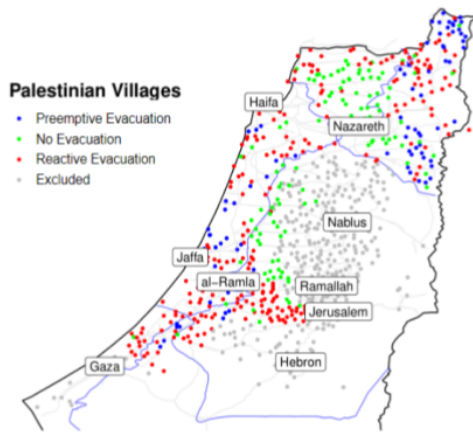 Palestinian Villages
Preemptive Evacuation
No Evacuation
Reactive Evacuation
Excluded
Haifa
Nazareth
Nablus
Jaffa
al-Ramla
Ramallah
Jerusalem
Hebron
Gaza